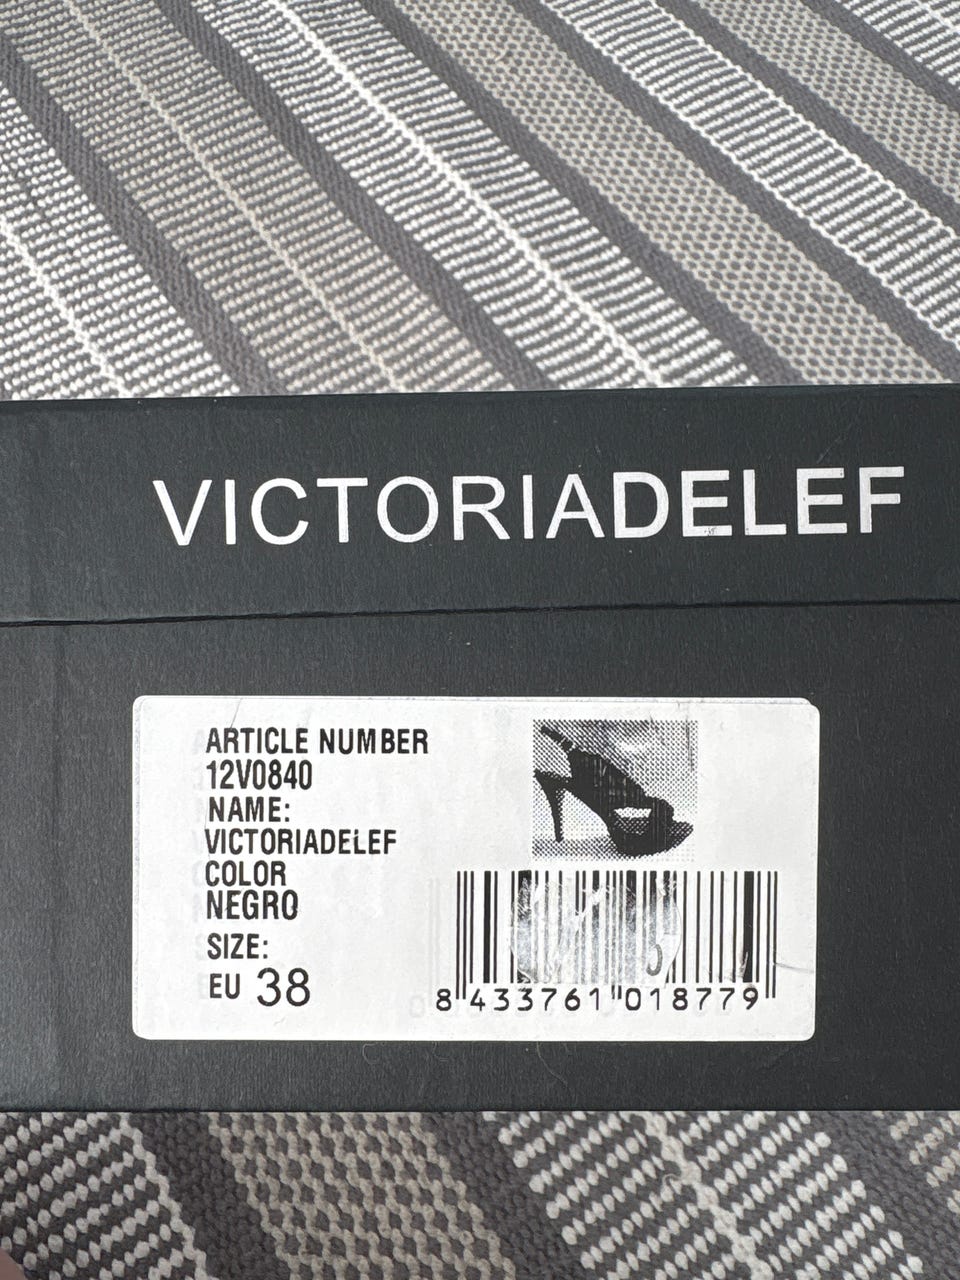 VICTORIADELEF
ARTICLE NUMBER
12V0840
NAME:
VICTORIADELEF
COLOR
NEGRO
SIZE:
EU 38
8 433761 018779